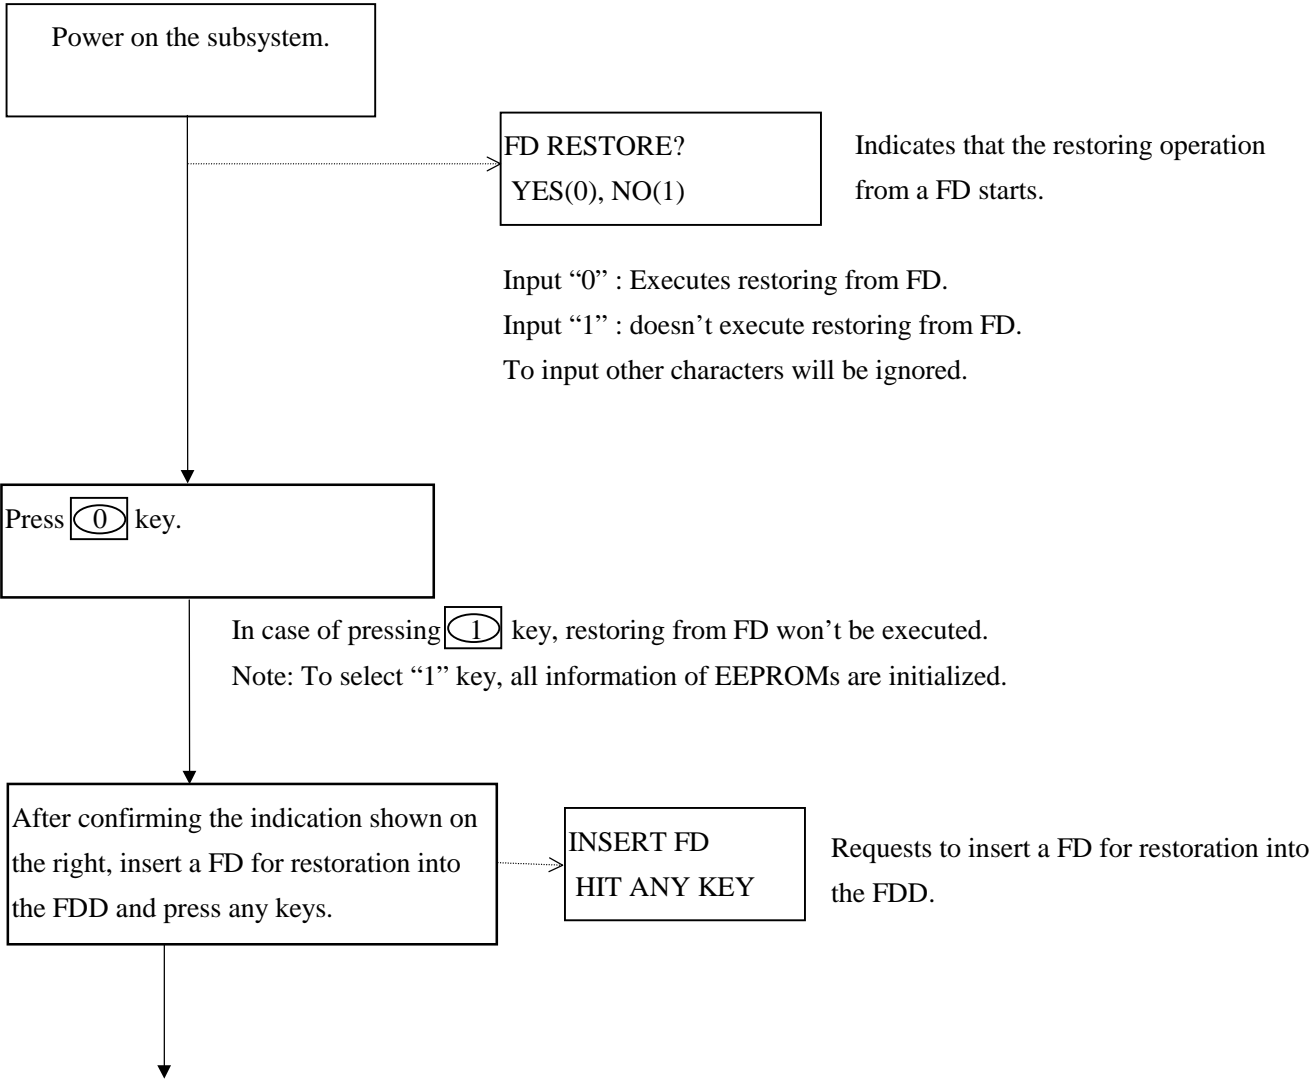 Power on the subsystem.
FD RESTORE?
YES(0), NO(1)
Indicates that the restoring operation
from a FD starts.
Input “0” : Executes restoring from FD.
Input “1” : doesn’t execute restoring from FD.
To input other characters will be ignored.
Press 0 key.
In case of pressing 1 key, restoring from FD won’t be executed.
Note: To select “1” key, all information of EEPROMs are initialized.
After confirming the indication shown on
the right, insert a FD for restoration into
the FDD and press any keys.
INSERT FD
HIT ANY KEY
Requests to insert a FD for restoration into
the FDD.